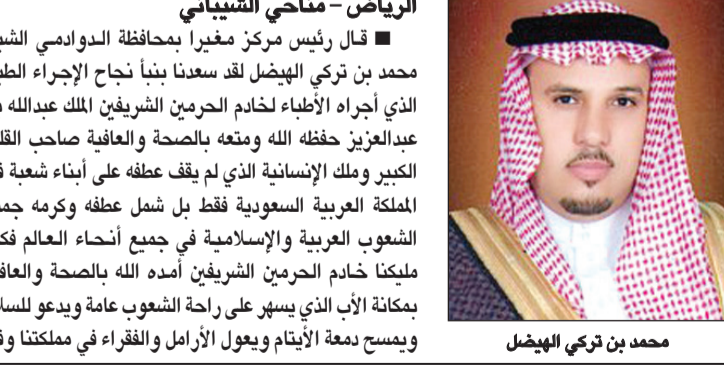 الرياض – مناحي الشيباني
■ قال رئيس مركز مغيرا بمحافظة الدوادمي
محمد بن تركي الهيضل لقد سعدنا بنبأ نجاح الإجراء
الذي أجراه الأطباء لخادم الحرمين الشريفين الملك عبدالله
عبدالعزيز حفظه الله ومتعه بالصحة والعافية صاحب
الكبير وملك الإنسانية الذي لم يقف عطفه على أبناء شعبة
المملكة العربية السعودية فقط بل شمل عطفه وكرمه
الشعوب العربية والإسلامية في جميع أنحاء العالم
مليكنا خادم الحرمين الشريفين أمده الله بالصحة
بمكانة الأب الذي يسهر على راحة الشعوب عامة ويدعو
ويمسح دمعة الأيتام ويعول الأرامل والفقراء في مملكتنا
محمد بن تركي الهيضل